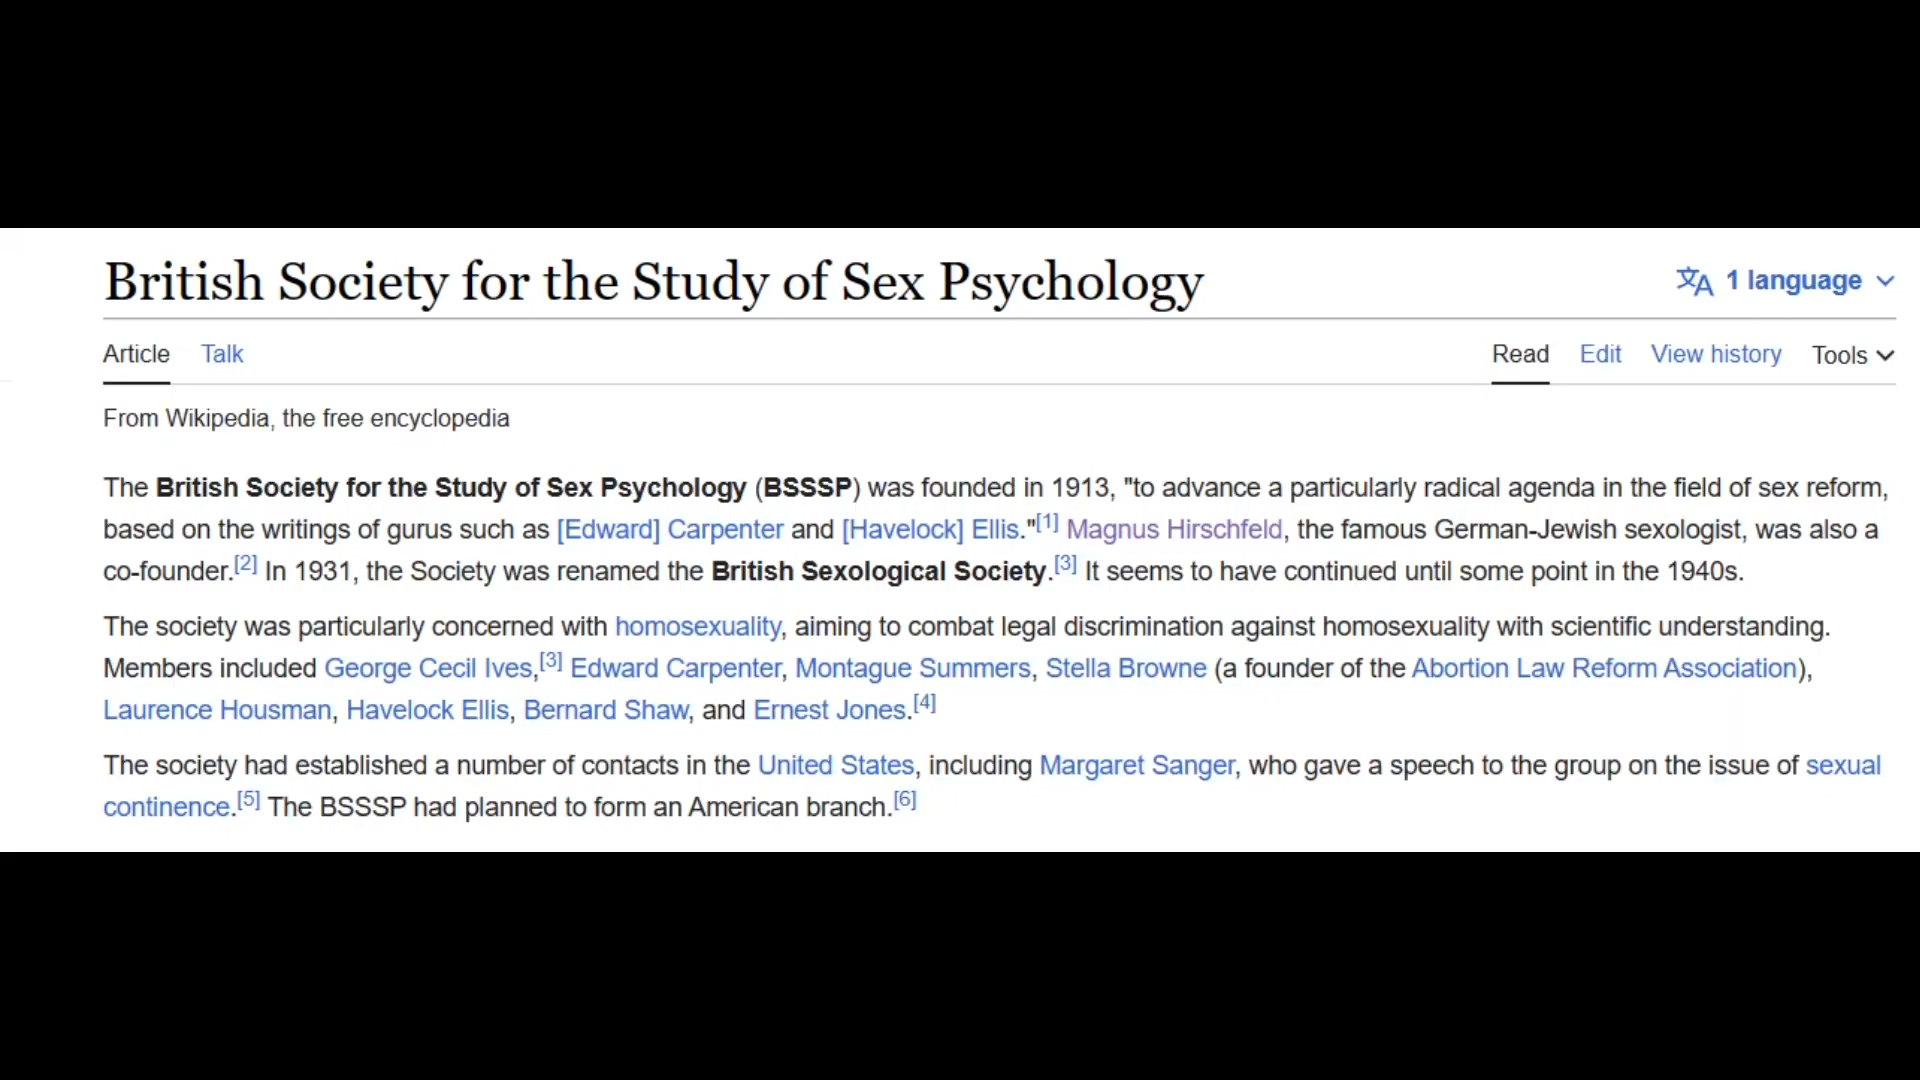 British Society for the Study of Sex Psychology
文A 1 language
Article Talk Read Edit View history Tools
From Wikipedia, the free encyclopedia
The British Society for the Study of Sex Psychology (BSSSP) was founded in 1913, "to advance a particularly radical agenda in the field of sex reform,
based on the writings of gurus such as [Edward] Carpenter and [Havelock] Ellis."[1] Magnus Hirschfeld, the famous German-Jewish sexologist, was also a
co-founder.[2] In 1931, the Society was renamed the British Sexological Society.[3] It seems to have continued until some point in the 1940s.
The society was particularly concerned with homosexuality, aiming to combat legal discrimination against homosexuality with scientific understanding.
Members included George Cecil Ives,[3] Edward Carpenter, Montague Summers, Stella Browne (a founder of the Abortion Law Reform Association),
Laurence Housman, Havelock Ellis, Bernard Shaw, and Ernest Jones.[4]
The society had established a number of contacts in the United States, including Margaret Sanger, who gave a speech to the group on the issue of sexual
continence.[5] The BSSSP had planned to form an American branch.[6]